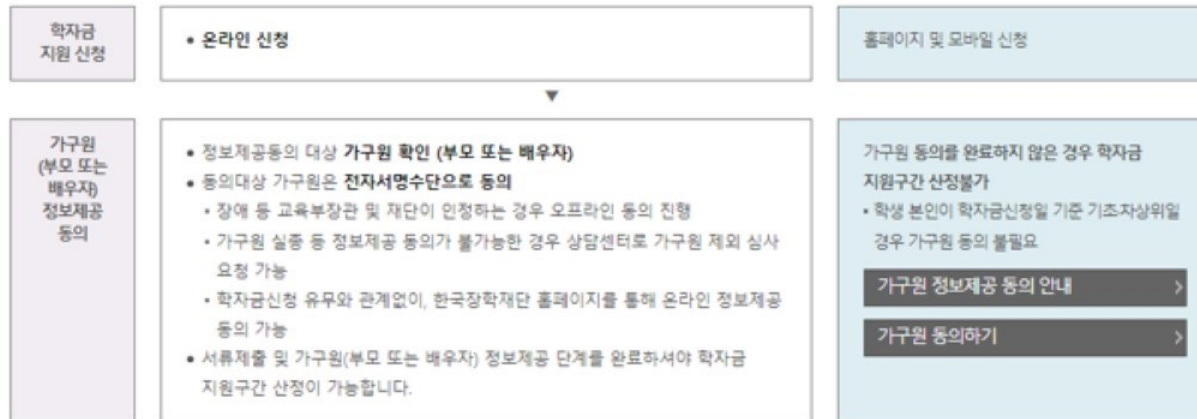 학자금
지원 신청
• 온라인 신청
홈페이지 및 모바일 신청
▼
가구원
(부모 또는
배우자)
정보제공
동의
• 정보제공동의 대상 가구원 확인 (부모 또는 배우자)
• 동의대상 가구원은 전자서명수단으로 동의
• 장애 등 교육부장관 및 재단이 인정하는 경우 오프라인 동의 진행
• 가구원 실종 등 정보제공 동의가 불가능한 경우 상담센터로 가구원 제외 심사
요청 가능
• 학자금신청 유무와 관계없이, 한국장학재단 홈페이지를 통해 온라인 정보제공
동의 가능
• 서류제출 및 가구원(부모 또는 배우자) 정보제공 단계를 완료하셔야 학자금
지원구간 산정이 가능합니다.
가구원 동의를 완료하지 않은 경우 학자금
지원구간 산정불가
• 학생 본인이 학자금신청일 기준 기초차상위일
경우 가구원 동의 불필요
가구원 정보제공 동의 안내 >
가구원 동의하기 >